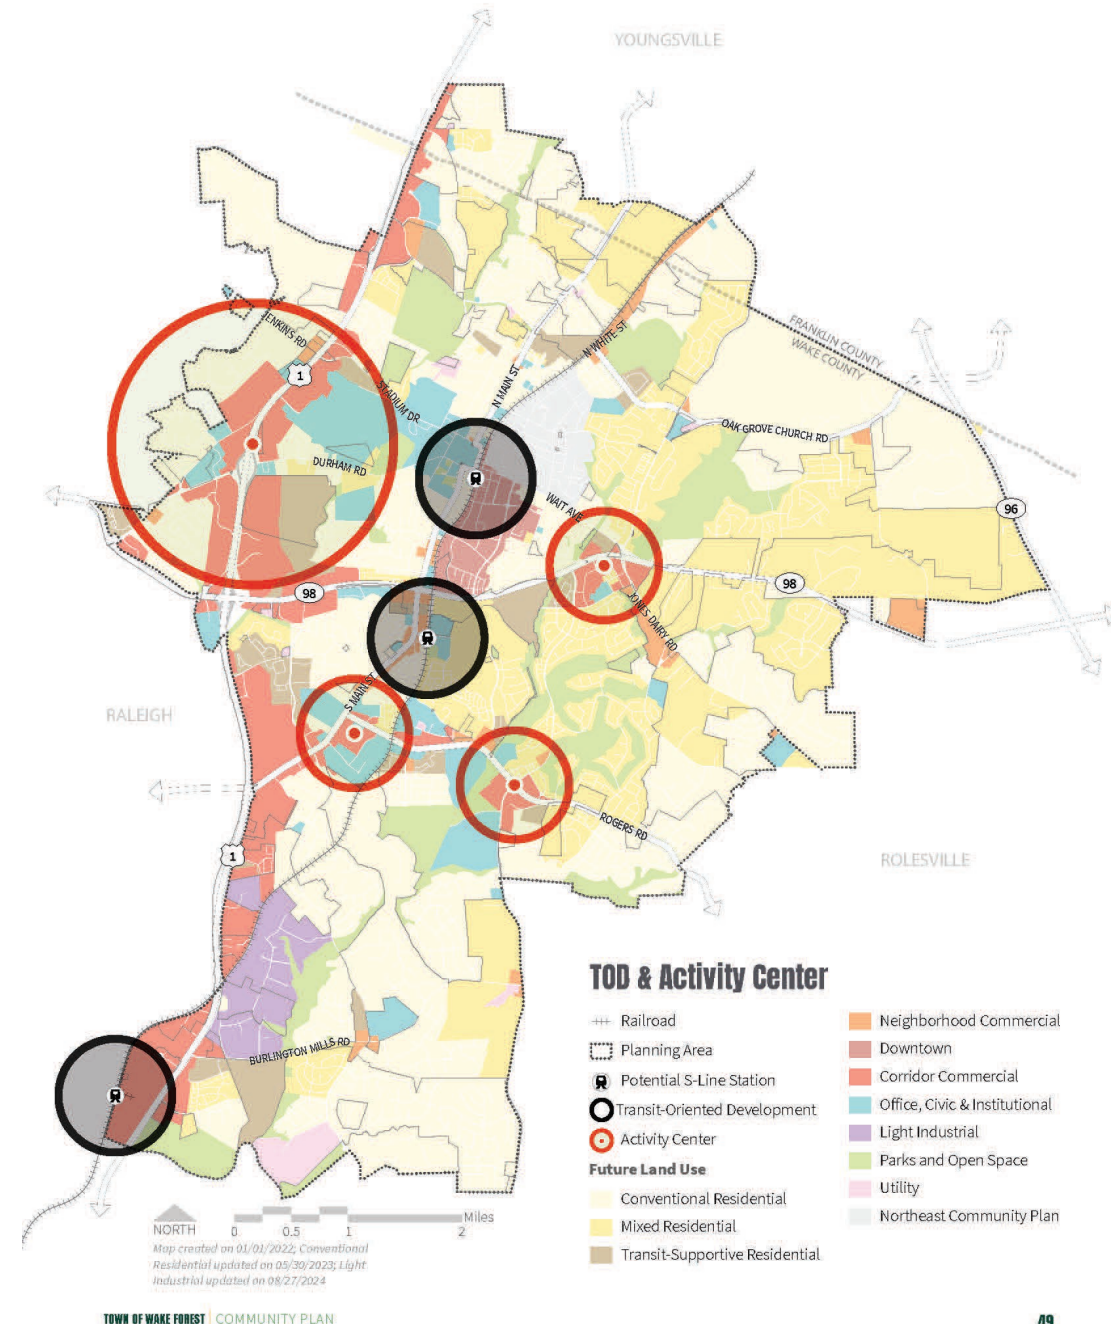 YOUNGSVILLE
FRANKLIN COUNTY
WAKE COUNTY
JENKINS RD
1
STADIUM DR
N MAIN ST
N WHITE ST
OAK GROVE CHURCH RD
DURHAM RD
WAIT AVE
96
98
98
JONES DAIRY RD
S MAIN ST
RALEIGH
ROGERS RD
1
ROLESVILLE
BURLINGTON MILLS RD
TOD & Activity Center
Railroad
Planning Area
Potential S-Line Station
Transit-Oriented Development
Activity Center
Future Land Use
Conventional Residential
Mixed Residential
Transit-Supportive Residential
Neighborhood Commercial
Downtown
Corridor Commercial
Office, Civic & Institutional
Light Industrial
Parks and Open Space
Utility
Northeast Community Plan
NORTH
0 0.5 1 2
Miles
Map created on 01/01/2022; Conventional
Residential updated on 05/30/2023; Light
Industrial updated on 08/27/2024
TOWN OF WAKE FOREST | COMMUNITY PLAN
49